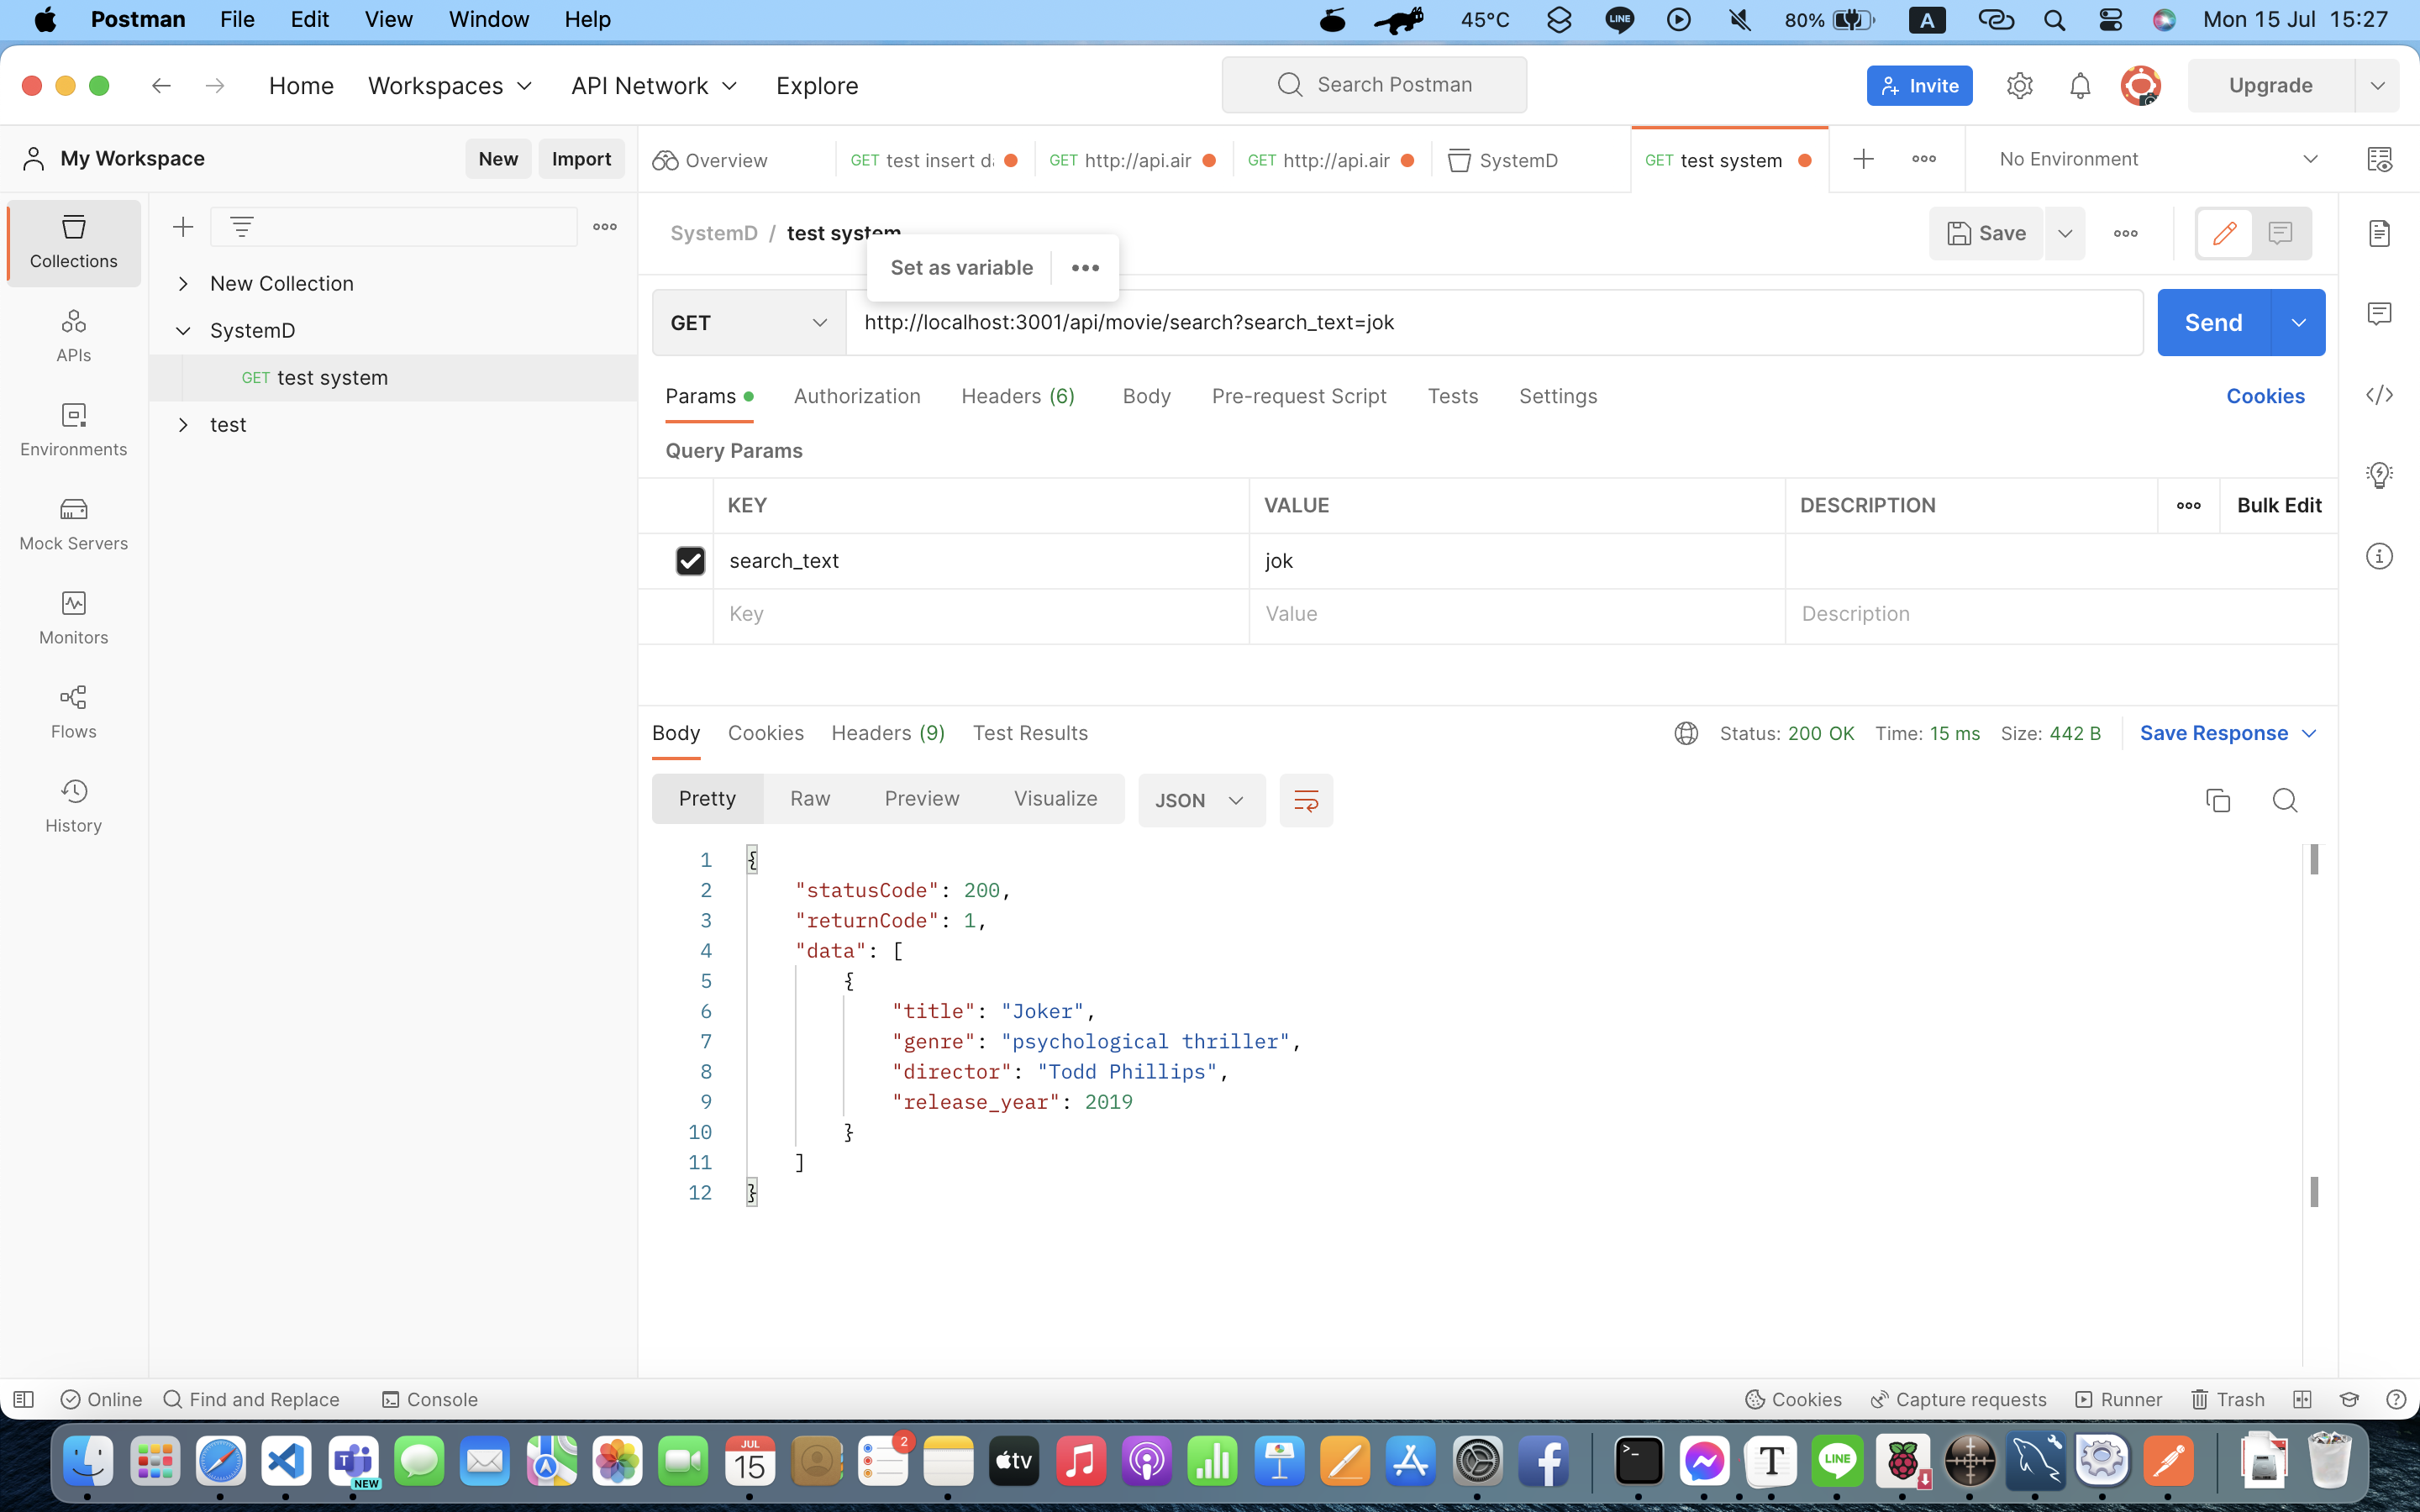 Postman File Edit View Window Help 45°C LINE 80% A Mon 15 Jul 15:27
Home Workspaces API Network Explore Search Postman Invite Upgrade
My Workspace New Import Overview GET test insert d GET http://api.air GET http://api.air SystemD GET test system No Environment
Collections
APIs
Environments
Mock Servers
Monitors
Flows
History
New Collection
SystemD
GET test system
test
SystemD / test system Save
Set as variable
GET http://localhost:3001/api/movie/search?search_text=jok Send
Params Authorization Headers (6) Body Pre-request Script Tests Settings Cookies
Query Params
KEY VALUE DESCRIPTION Bulk Edit
search_text jok
Key Value Description
Body Cookies Headers (9) Test Results Status: 200 OK Time: 15 ms Size: 442 B Save Response
Pretty Raw Preview Visualize JSON
1 {
2 "statusCode": 200,
3 "returnCode": 1,
4 "data": [
5 {
6 "title": "Joker",
7 "genre": "psychological thriller",
8 "director": "Todd Phillips",
9 "release_year": 2019
10 }
11 ]
12 }
Online Find and Replace Console Cookies Capture requests Runner Trash
NEW JUL 15 2 tv LINE